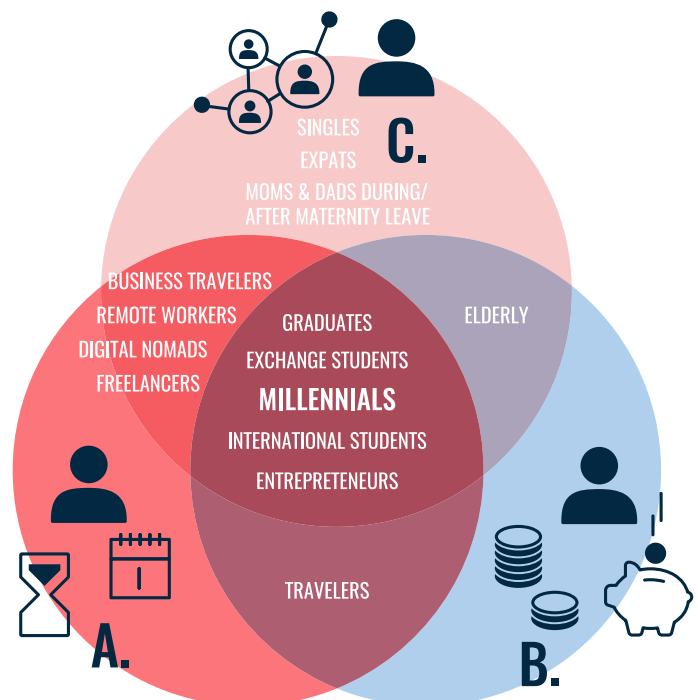 C.
SINGLES
EXPATS
MOMS & DADS DURING/
AFTER MATERNITY LEAVE
BUSINESS TRAVELERS
REMOTE WORKERS
DIGITAL NOMADS
FREELANCERS
GRADUATES
EXCHANGE STUDENTS
MILLENNIALS
INTERNATIONAL STUDENTS
ENTREPRETENEURS
ELDERLY
TRAVELERS
A.
B.